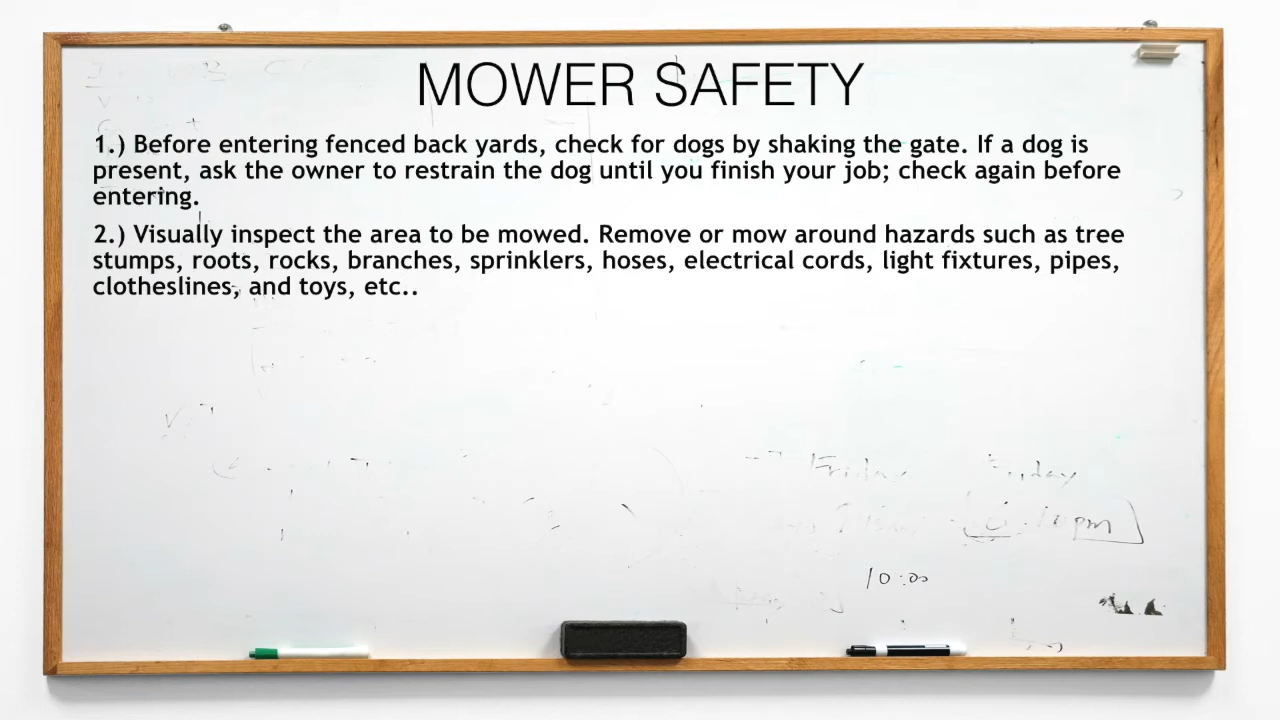 MOWER SAFETY
1.) Before entering fenced back yards, check for dogs by shaking the gate. If a dog is
present, ask the owner to restrain the dog until you finish your job; check again before
entering.
2.) Visually inspect the area to be mowed. Remove or mow around hazards such as tree
stumps, roots, rocks, branches, sprinklers, hoses, electrical cords, light fixtures, pipes,
clotheslines, and toys, etc..
Friday Friday
10:00